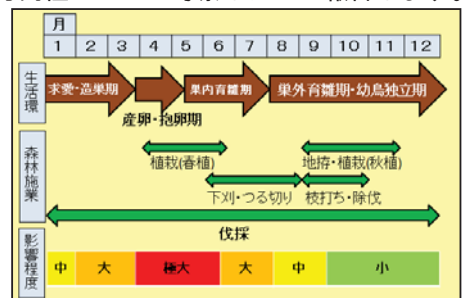 月
1 2 3 4 5 6 7 8 9 10 11 12
生活環
求愛・造巣期
巣内育雛期
巣外育雛期・幼鳥独立期
産卵・抱卵期
森林施業
植栽(春植)
地拵・植栽(秋植)
下刈・つる切り
枝打ち・除伐
伐採
影響程度
中 大 極大 大 中 小